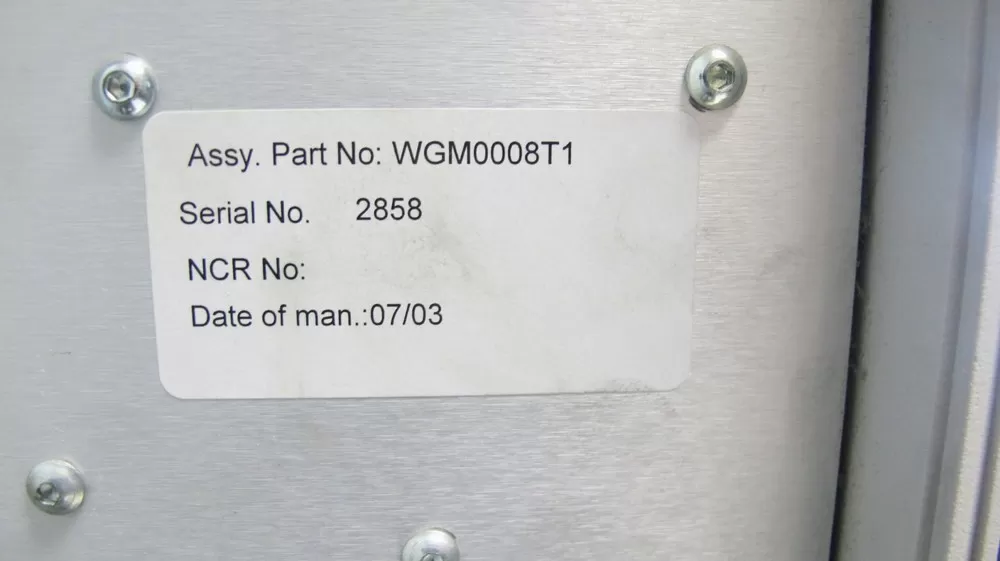 Assy. Part No: WGM0008T1
Serial No. 2858
NCR No:
Date of man.:07/03